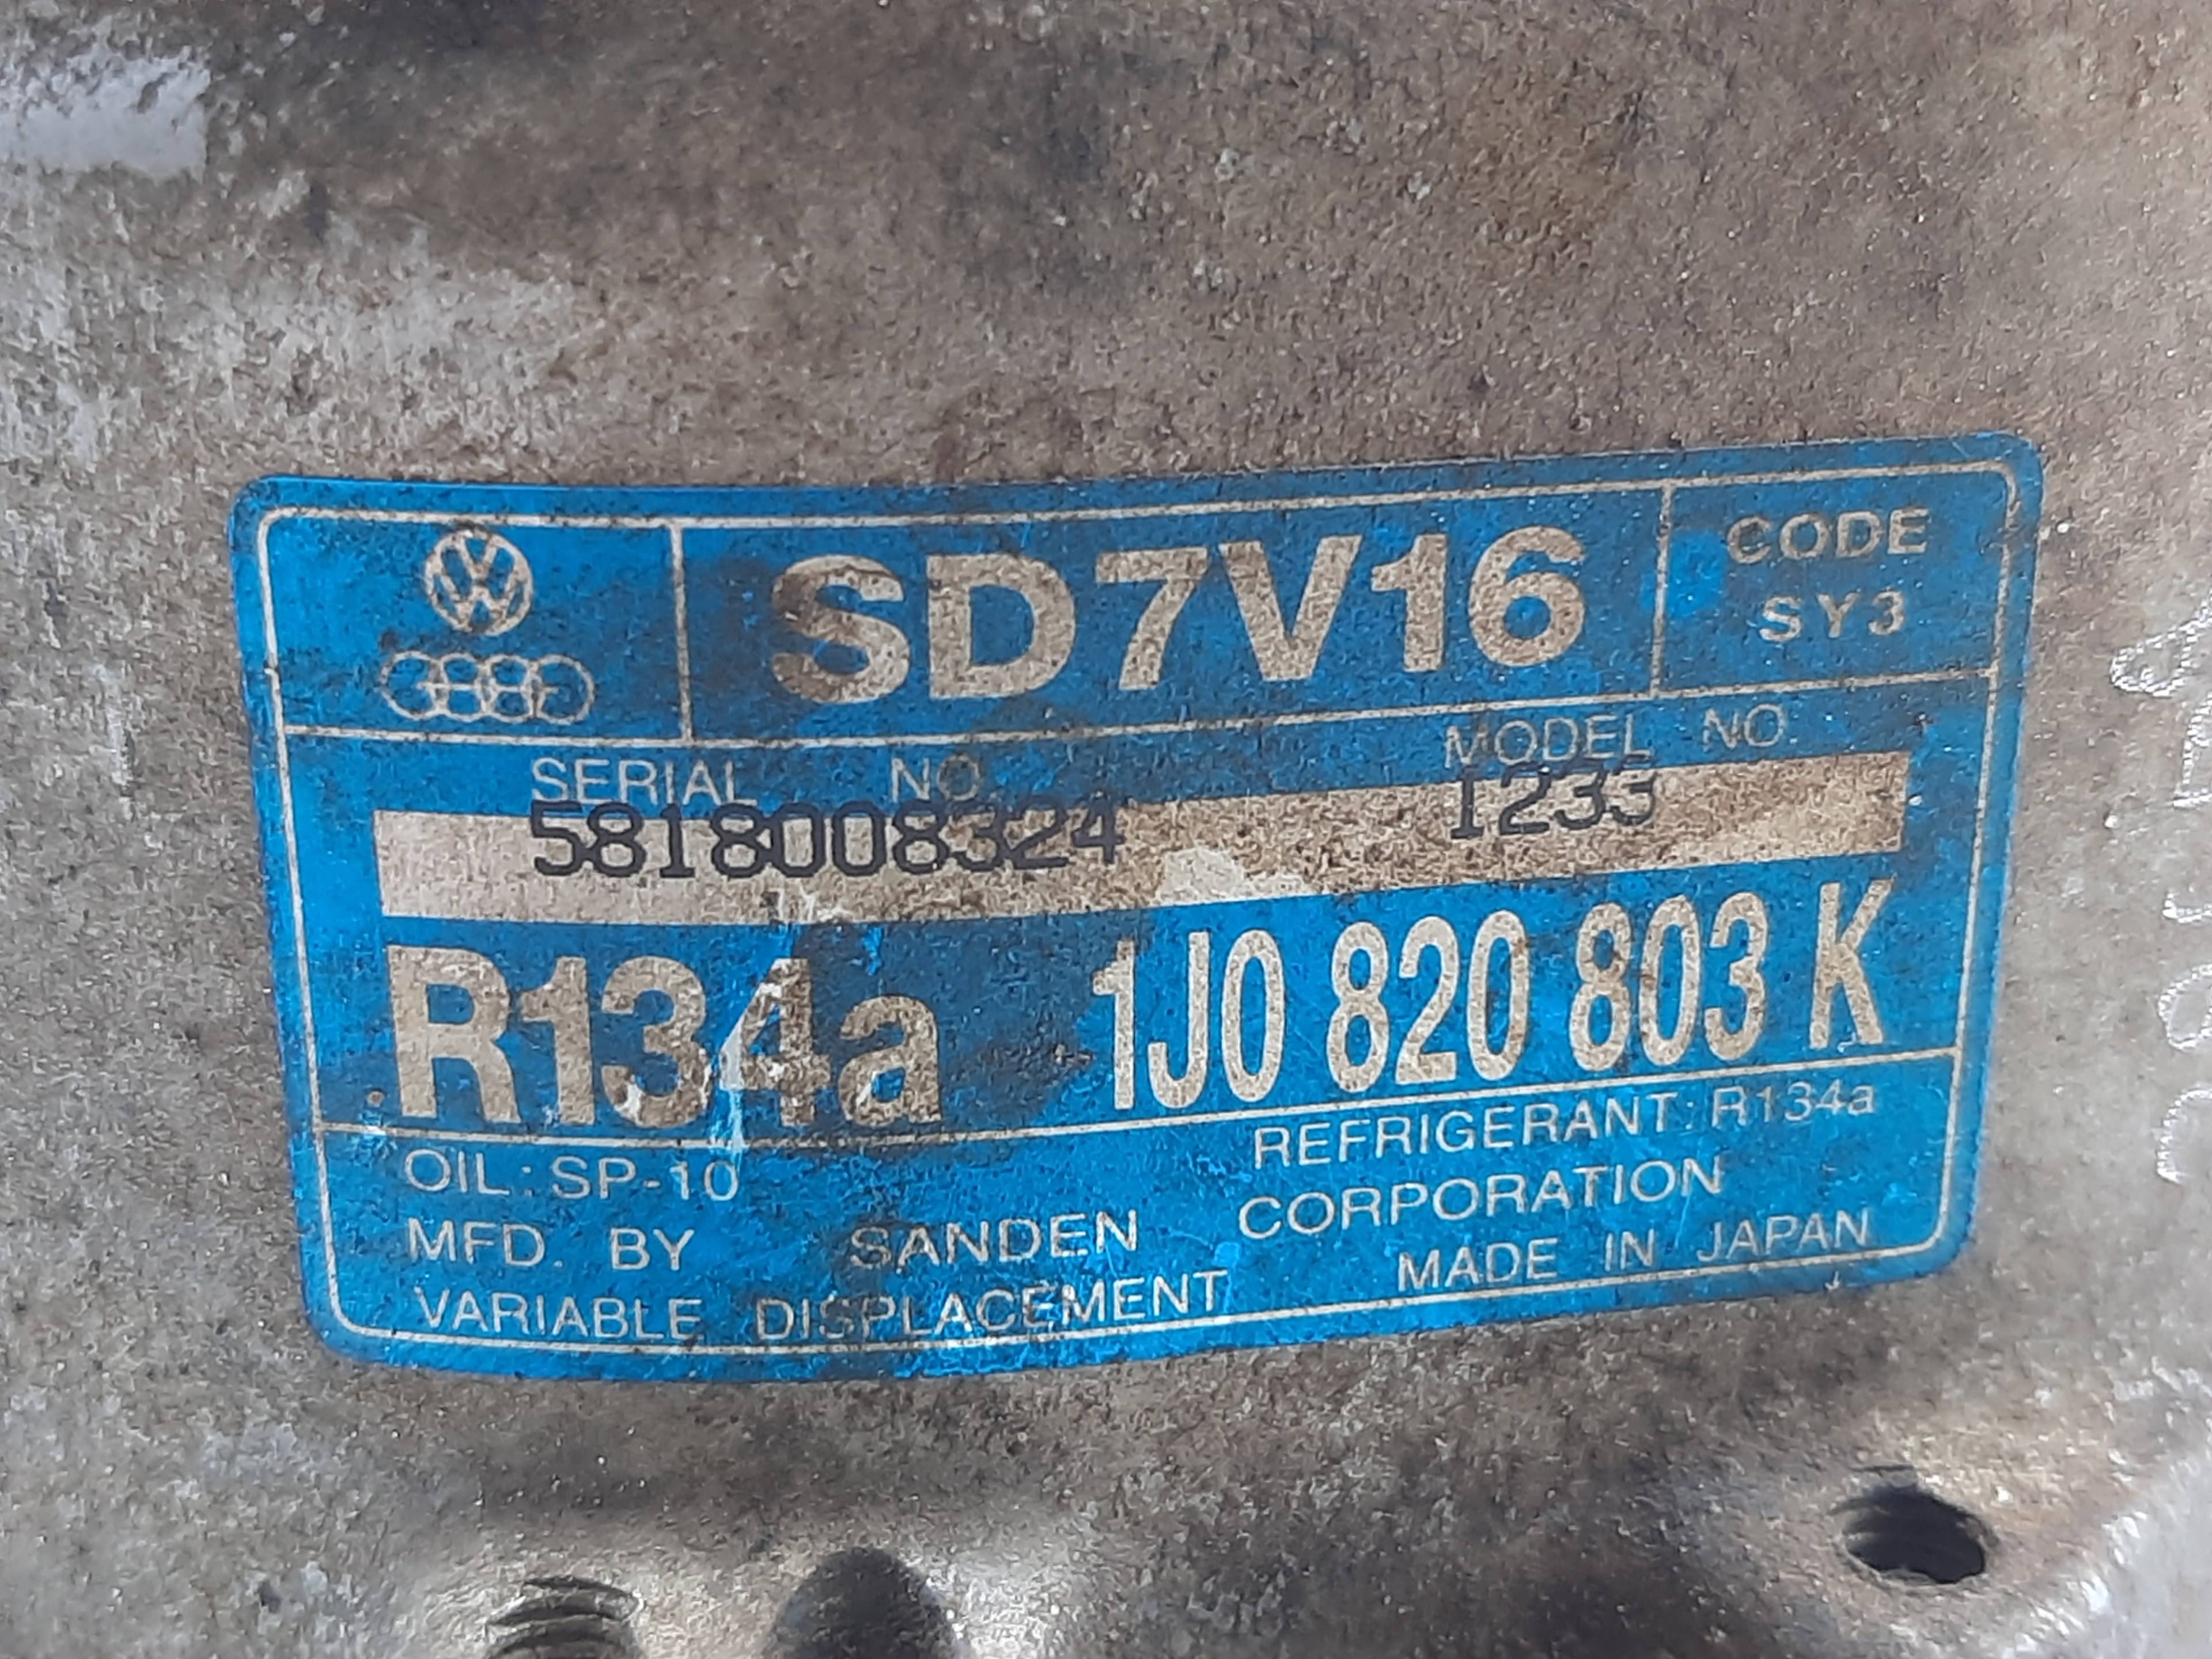 SD7V16
CODE
SY3
SERIAL NO.
MODEL NO.
5818008324
1233
R134a
1J0 820 803 K
OIL : SP-10
REFRIGERANT : R134a
MFD. BY SANDEN CORPORATION
VARIABLE DISPLACEMENT
MADE IN JAPAN